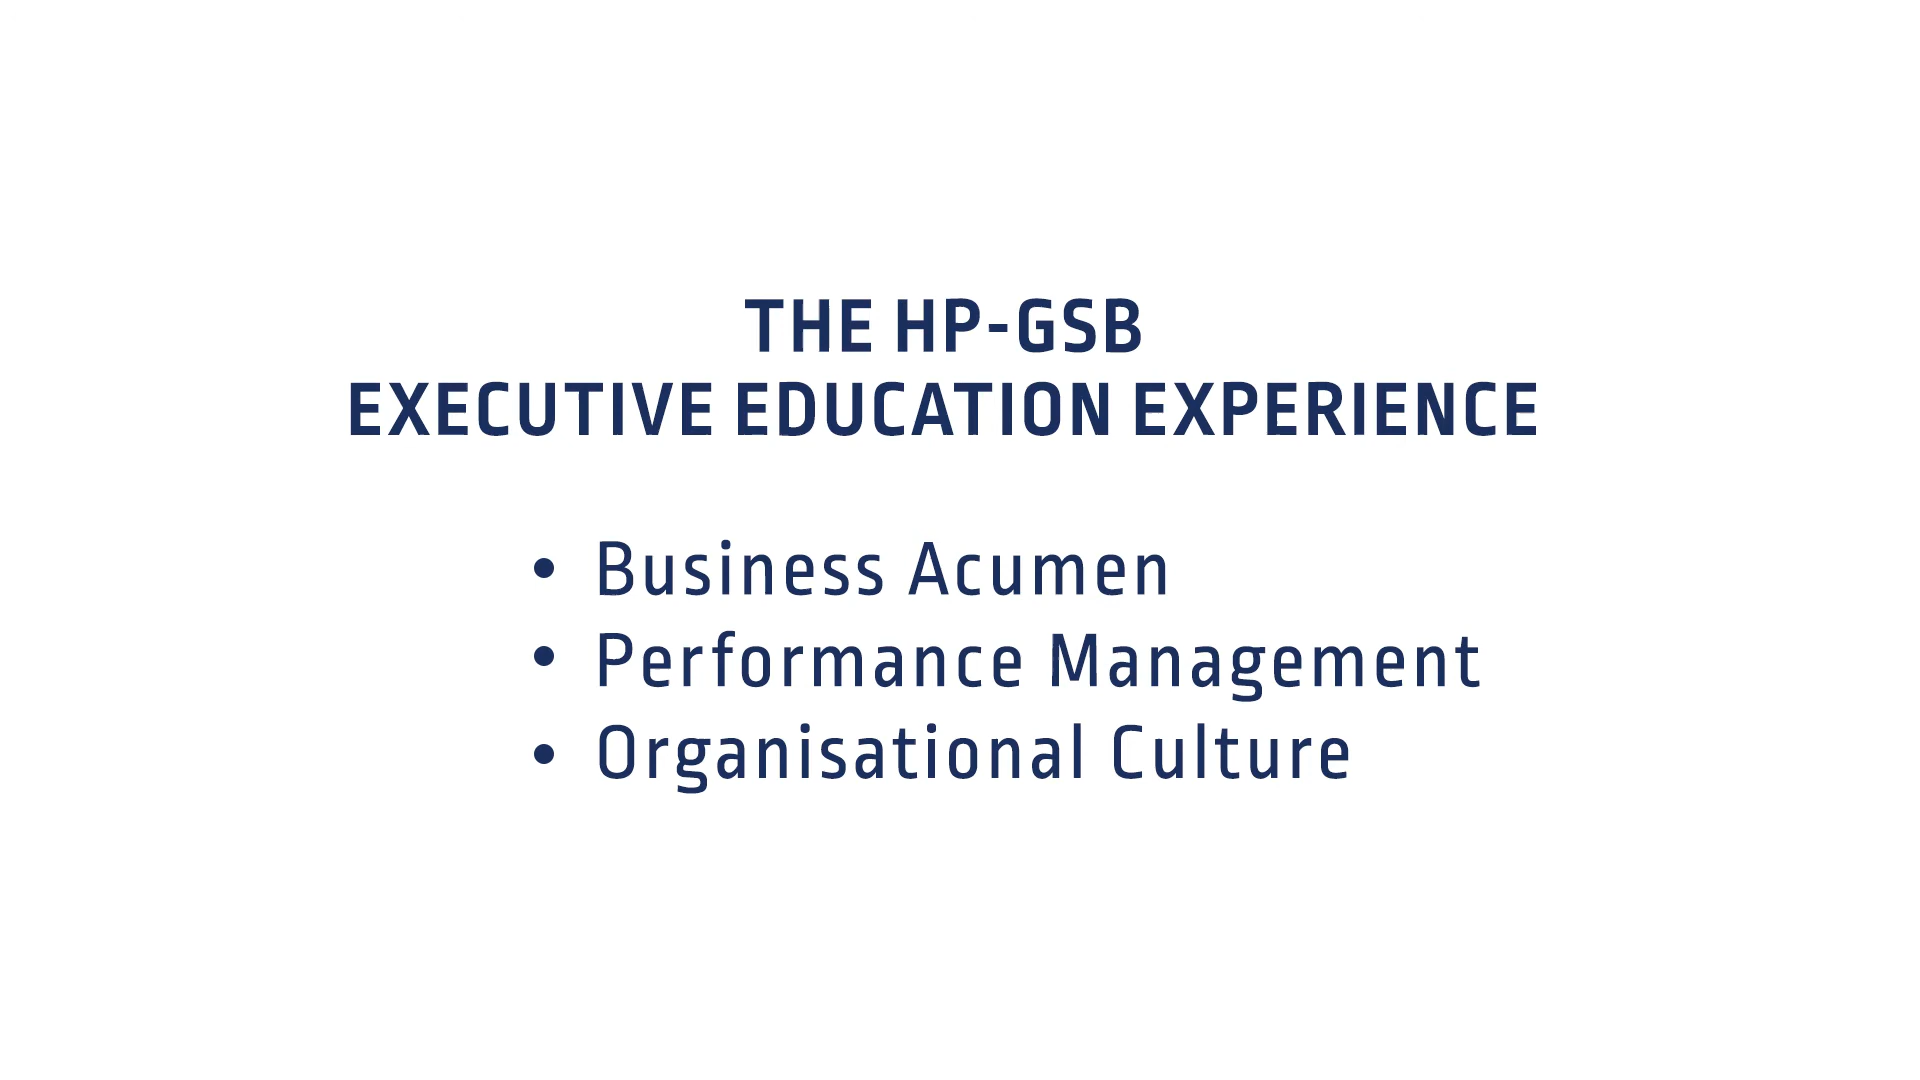 THE HP-GSB
EXECUTIVE EDUCATION EXPERIENCE
• Business Acumen
• Performance Management
• Organisational Culture